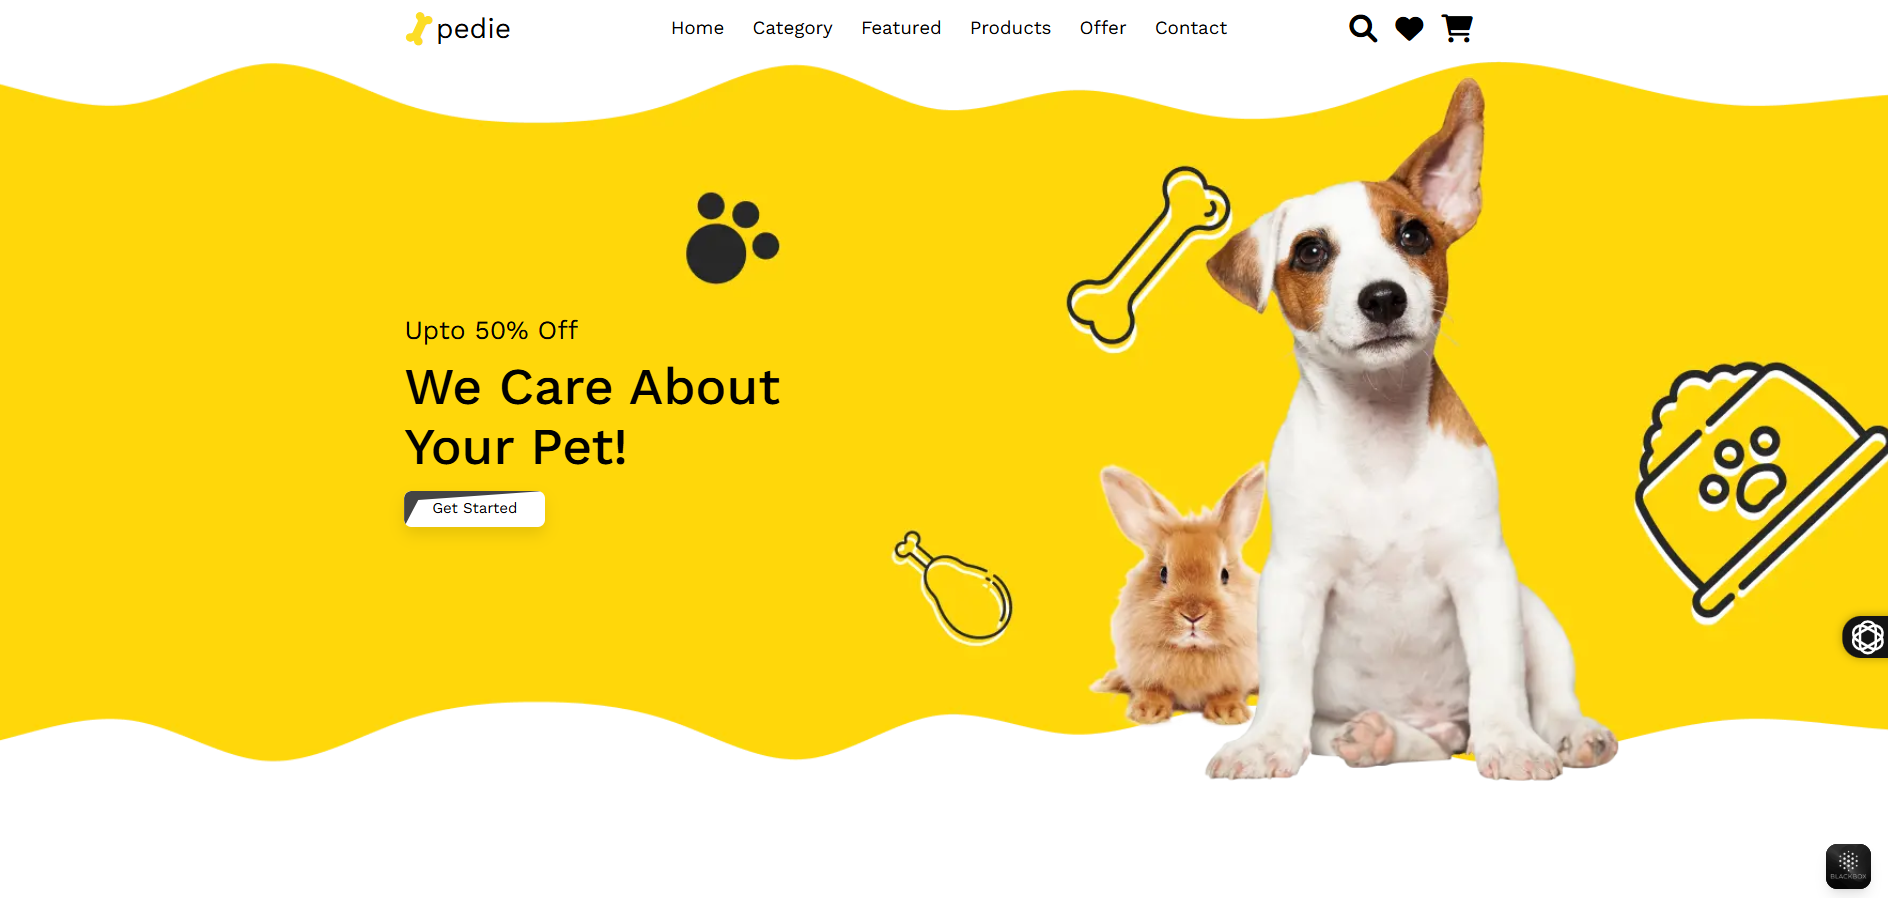 pedie
Home Category Featured Products Offer Contact
Upto 50% Off
We Care About
Your Pet!
Get Started
BLACKBOX